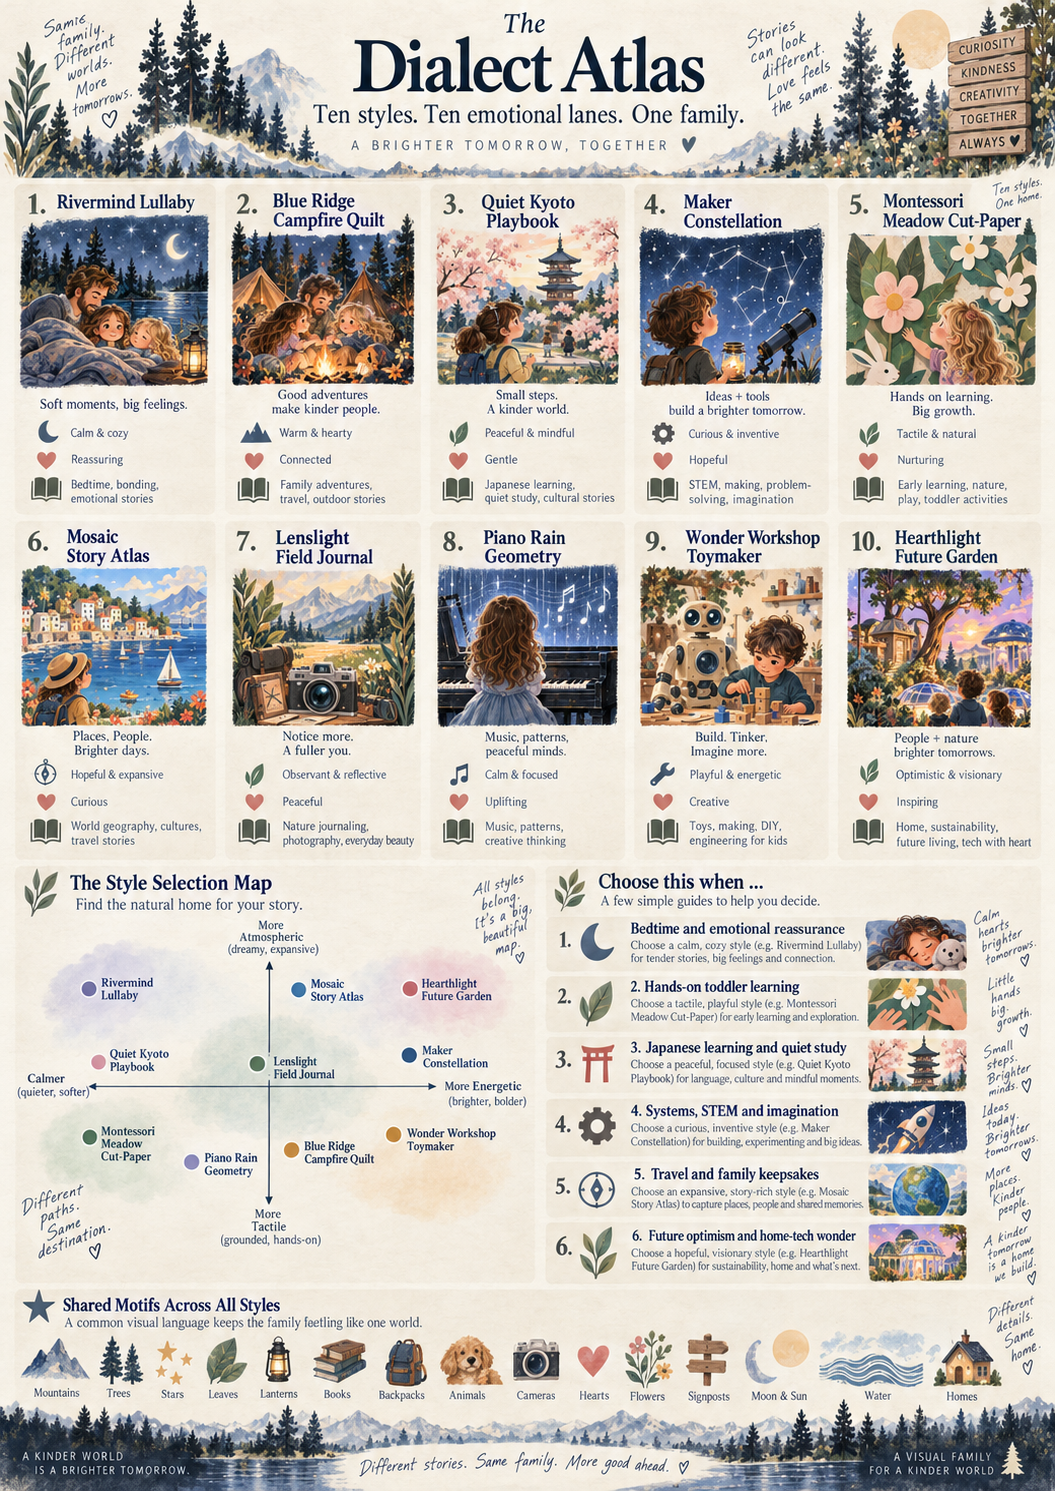 Samie
family.
Different
worlds.
More
tomorrows.
The
Dialect Atlas
Ten styles. Ten emotional lanes. One family.
A BRIGHTER TOMORROW, TOGETHER
Stories
can look
different.
Love feels
the same.
CURIOSITY
KINDNESS
CREATIVITY
TOGETHER
ALWAYS
Ten styles.
One home.
1. Rivermind Lullaby
Soft moments, big feelings.
Calm & cozy
Reassuring
Bedtime, bonding,
emotional stories
2. Blue Ridge
Campfire Quilt
Good adventures
make kinder people.
Warm & hearty
Connected
Family adventures,
travel, outdoor stories
3. Quiet Kyoto
Playbook
Small steps.
A kinder world.
Peaceful & mindful
Gentle
Japanese learning,
quiet study, cultural stories
4. Maker
Constellation
Ideas + tools
build a brighter tomorrow.
Curious & inventive
Hopeful
STEM, making, problem-
solving, imagination
5. Montessori
Meadow Cut-Paper
Hands on learning.
Big growth.
Tactile & natural
Nurturing
Early learning, nature,
play, toddler activities
6. Mosaic
Story Atlas
Places, People.
Brighter days.
Hopeful & expansive
Curious
World geography, cultures,
travel stories
7. Lenslight
Field Journal
Notice more.
A fuller you.
Observant & reflective
Peaceful
Nature journaling,
photography, everyday beauty
8. Piano Rain
Geometry
Music, patterns,
peaceful minds.
Calm & focused
Uplifting
Music, patterns,
creative thinking
9. Wonder Workshop
Toymaker
Build. Tinker.
Imagine more.
Playful & energetic
Creative
Toys, making, DIY,
engineering for kids
10. Hearthlight
Future Garden
People + nature
brighter tomorrows.
Optimistic & visionary
Inspiring
Home, sustainability,
future living, tech with heart
The Style Selection Map
Find the natural home for your story.
All styles
belong.
It's a big,
beautiful
map.
More
Atmospheric
(dreamy, expansive)
Rivermind
Lullaby
Mosaic
Story Atlas
Hearthlight
Future Garden
Quiet Kyoto
Playbook
Lenslight
Field Journal
Maker
Constellation
Calmer
(quieter, softer)
More Energetic
(brighter, bolder)
Montessori
Meadow
Cut-Paper
Piano Rain
Geometry
Blue Ridge
Campfire Quilt
Wonder Workshop
Toymaker
More
Tactile
(grounded, hands-on)
Different
paths.
Same
destination.
Choose this when ...
A few simple guides to help you decide.
1. Bedtime and emotional reassurance
Choose a calm, cozy style (e.g. Rivermind Lullaby)
for tender stories, big feelings and connection.
Calm
hearts
brighter
tomorrows.
2. 2. Hands-on toddler learning
Choose a tactile, playful style (e.g. Montessori
Meadow Cut-Paper) for early learning and exploration.
Little
hands
big
growth.
3. 3. Japanese learning and quiet study
Choose a peaceful, focused style (e.g. Quiet Kyoto
Playbook) for language, culture and mindful moments.
Small
steps.
Brighter
minds.
4. 4. Systems, STEM and imagination
Choose a curious, inventive style (e.g. Maker
Constellation) for building, experimenting and big ideas.
Ideas
today.
Brighter
tomorrows.
5. 5. Travel and family keepsakes
Choose an expansive, story-rich style (e.g. Mosaic
Story Atlas) to capture places, people and shared memories.
More
places.
Kinder
people.
6. 6. Future optimism and home-tech wonder
Choose a hopeful, visionary style (e.g. Hearthlight
Future Garden) for sustainability, home and what's next.
A kinder
tomorrow
is a home
we build.
Shared Motifs Across All Styles
A common visual language keeps the family feetling like one world.
Different
details.
Same
home.
Mountains
Trees
Stars
Leaves
Lanterns
Books
Backpacks
Animals
Cameras
Hearts
Flowers
Signposts
Moon & Sun
Water
Homes
A KINDER WORLD
IS A BRIGHTER TOMORROW.
Different stories. Same family. More good ahead.
A VISUAL FAMILY
FOR A KINDER WORLD